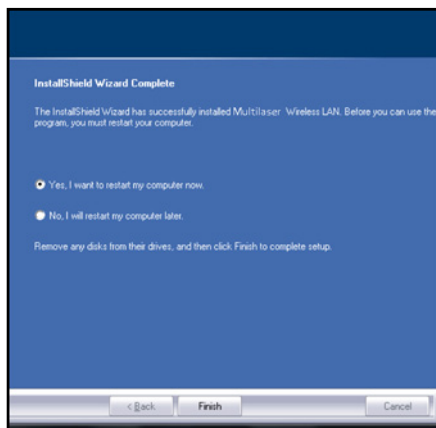 InstallShield Wizard Complete
The InstallShield Wizard has successfully installed Multilaser Wireless LAN. Before you can use the
program, you must restart your computer.
Yes, I want to restart my computer now.
No, I will restart my computer later.
Remove any disks from their drives, and then click Finish to complete setup.
< Back Finish Cancel